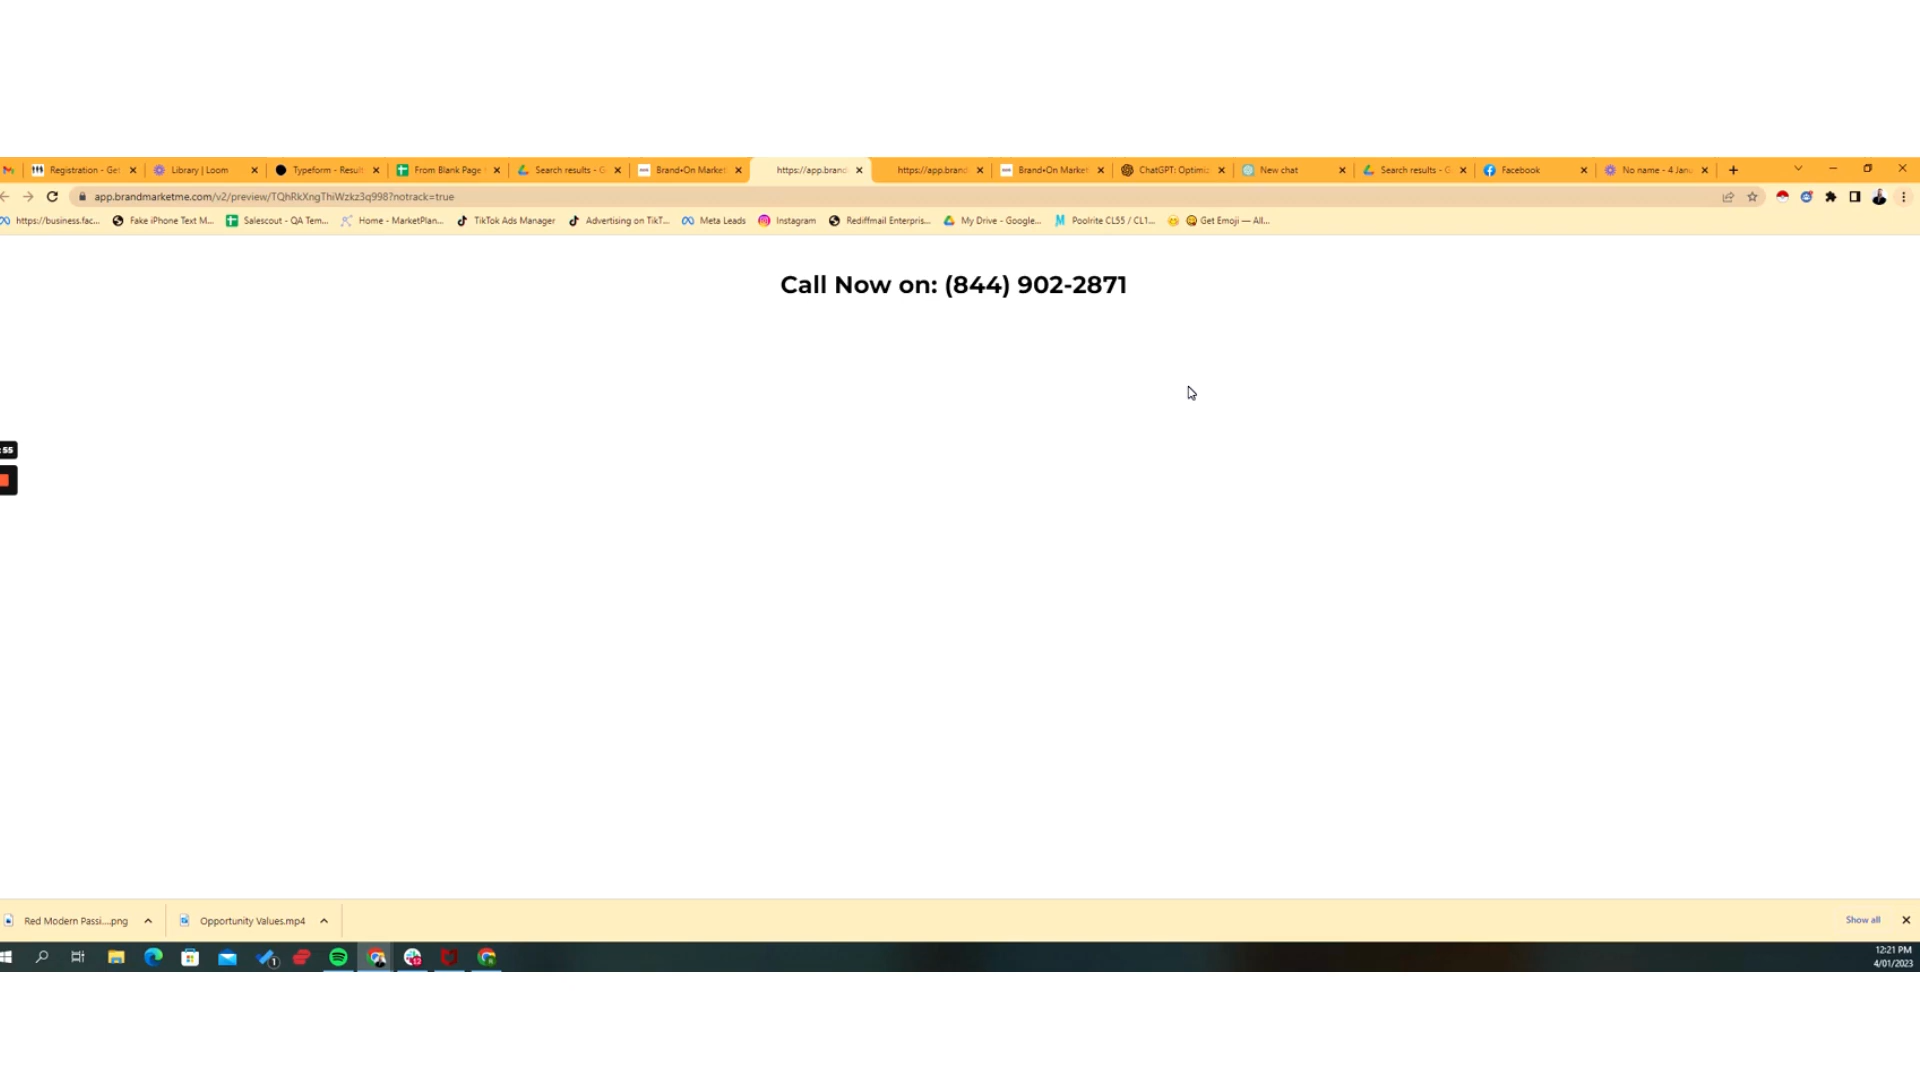 Registration - Ge
Library | Loom
Typeform - Result
From Blank Page
Search results - G
Brand•On Market
https://app.brand
https://app.brand
Brand•On Market
ChatGPT: Optimiz
New chat
Search results - G
Facebook
No name - 4 Janu
app.brandmarketme.com/v2/preview/TQhRkXngThiWzkz3q998?notrack=true
https://business.fac...
Fake iPhone Text M...
Salescout - QA Tem...
Home - MarketPlan...
TikTok Ads Manager
Advertising on TikT...
Meta Leads
Instagram
Rediffmail Enterpris...
My Drive - Google...
Poolrite CL55 / CL1...
Get Emoji — All...
Call Now on: (844) 902-2871
:55
Red Modern Passi....png
Opportunity Values.mp4
Show all
12:21 PM
4/01/2023